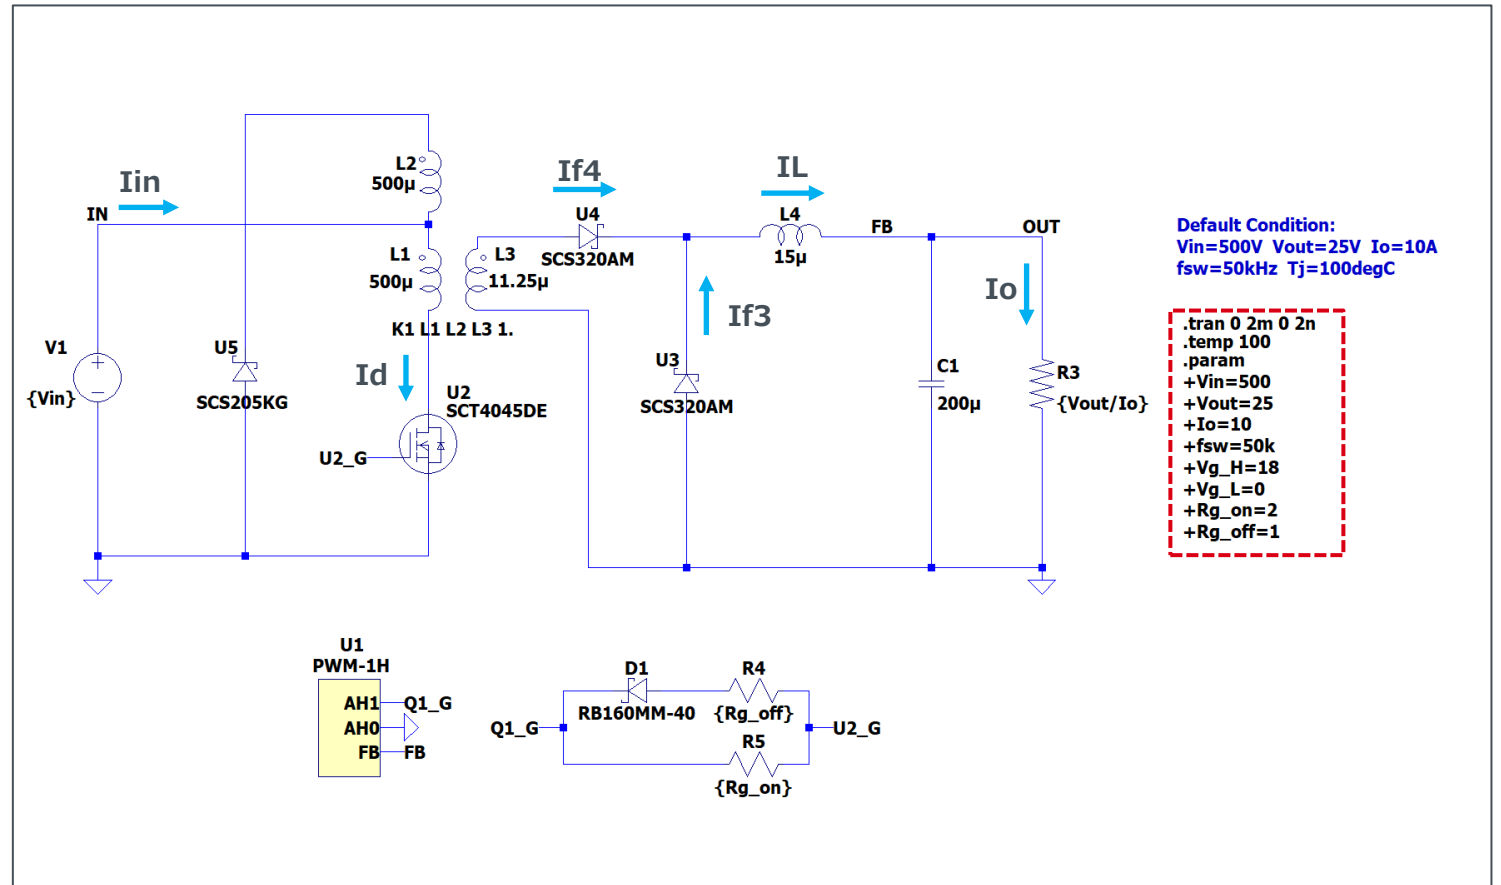 Iin
IN
V1
{Vin}
U5
SCS205KG
L2
500µ
L1
500µ
L3
11.25µ
K1 L1 L2 L3 1.
Id
U2
SCT4045DE
U2_G
If4
U4
SCS320AM
IL
L4
15µ
FB
OUT
If3
U3
SCS320AM
Io
C1
200µ
R3
{Vout/Io}
Default Condition:
Vin=500V Vout=25V Io=10A
fsw=50kHz Tj=100degC
.tran 0 2m 0 2n
.temp 100
.param
+Vin=500
+Vout=25
+Io=10
+fsw=50k
+Vg_H=18
+Vg_L=0
+Rg_on=2
+Rg_off=1
U1
PWM-1H
AH1
Q1_G
AH0
FB
FB
D1
RB160MM-40
R4
{Rg_off}
Q1_G
U2_G
R5
{Rg_on}